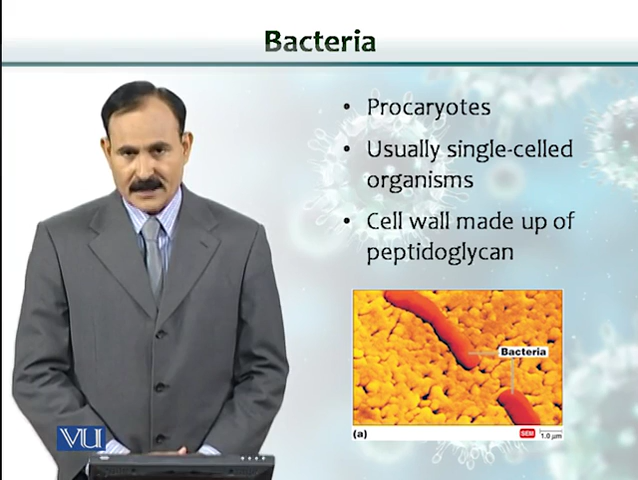 Bacteria
• Procaryotes
• Usually single-celled
organisms
• Cell wall made up of
peptidoglycan
Bacteria
(a)
SEM
1.0 µm
VU